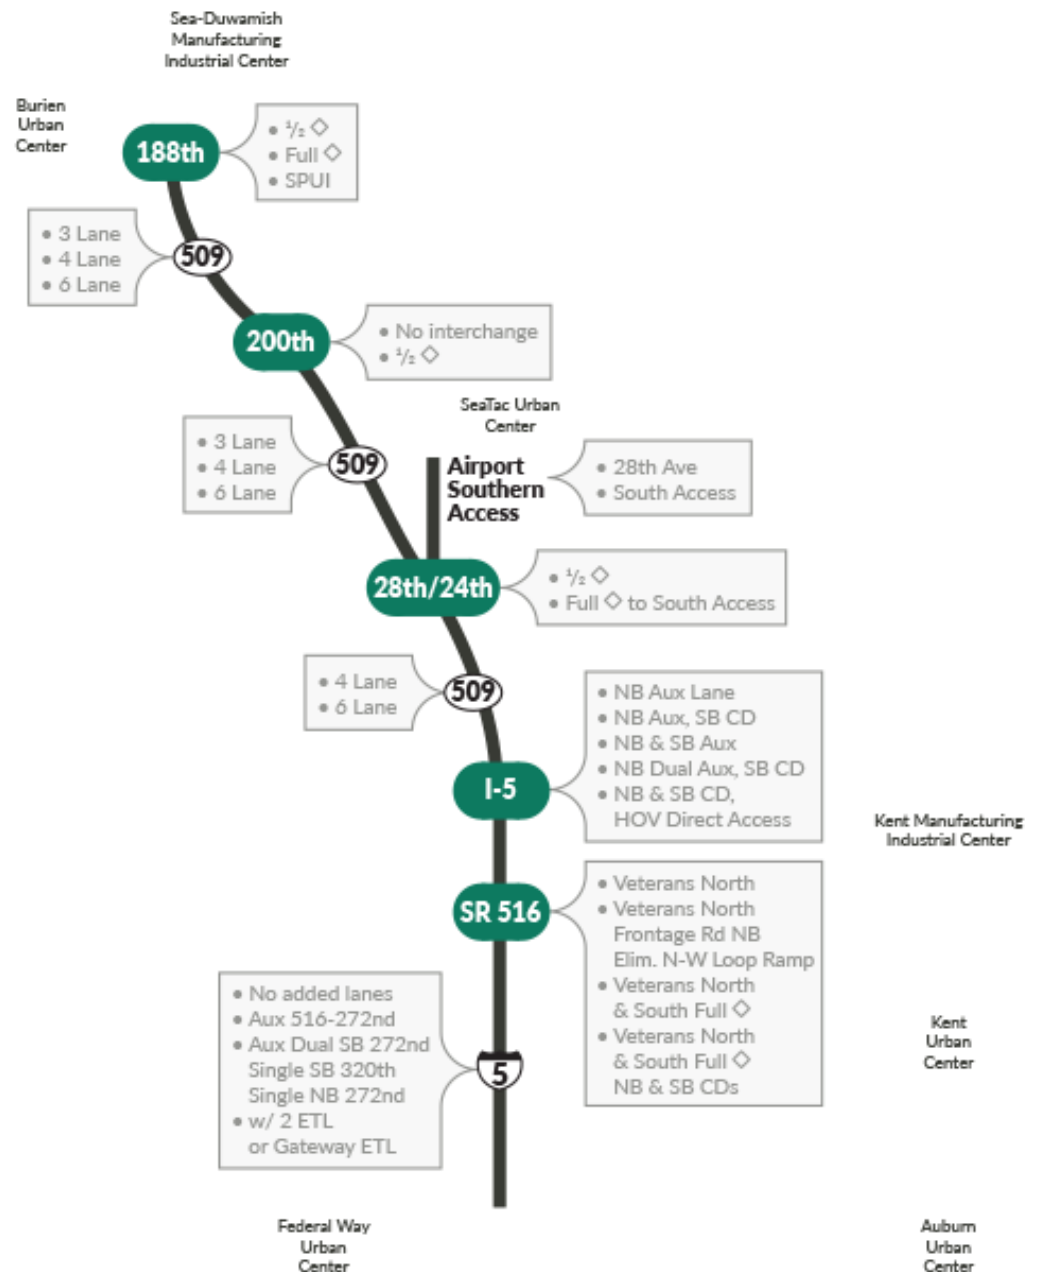 Sea-Duwamish
Manufacturing
Industrial Center
Burien
Urban
Center
188th
• ½ ◇
• Full ◇
• SPUI
• 3 Lane
• 4 Lane
• 6 Lane
509
200th
• No interchange
• ½ ◇
SeaTac Urban
Center
• 3 Lane
• 4 Lane
• 6 Lane
509
Airport
Southern
Access
• 28th Ave
• South Access
28th/24th
• ½ ◇
• Full ◇ to South Access
• 4 Lane
• 6 Lane
509
• NB Aux Lane
• NB Aux, SB CD
• NB & SB Aux
• NB Dual Aux, SB CD
• NB & SB CD,
HOV Direct Access
I-5
Kent Manufacturing
Industrial Center
SR 516
• Veterans North
• Veterans North
Frontage Rd NB
Elim. N-W Loop Ramp
• Veterans North
& South Full ◇
• Veterans North
& South Full ◇
NB & SB CDs
• No added lanes
• Aux 516-272nd
• Aux Dual SB 272nd
Single SB 320th
Single NB 272nd
• w/ 2 ETL
or Gateway ETL
5
Kent
Urban
Center
Federal Way
Urban
Center
Auburn
Urban
Center